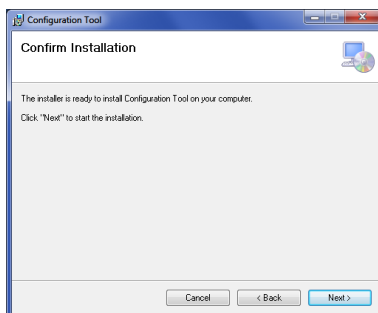 Configuration Tool
Confirm Installation
The installer is ready to install Configuration Tool on your computer.
Click "Next" to start the installation.
Cancel
< Back
Next >